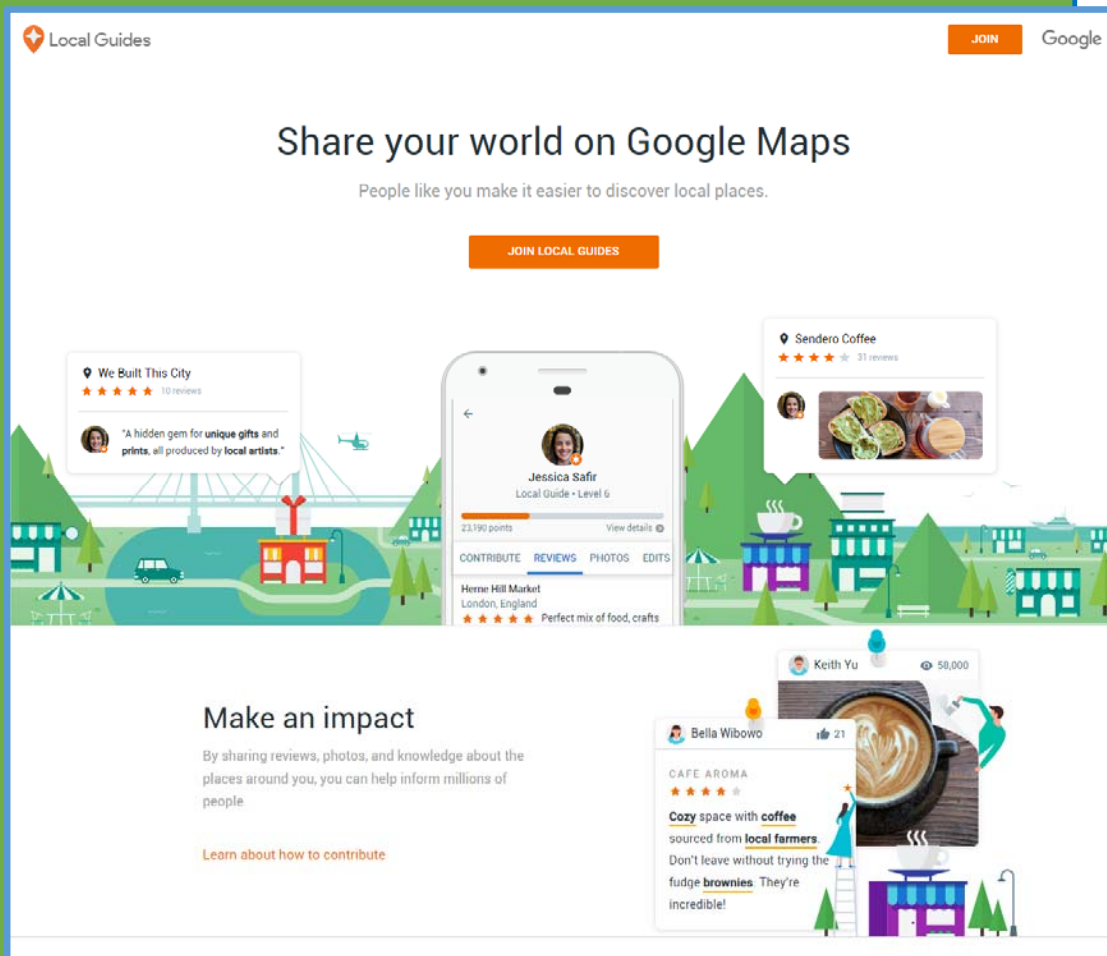 Local Guides
JOIN
Google
Share your world on Google Maps
People like you make it easier to discover local places.
JOIN LOCAL GUIDES
We Built This City
10 reviews
"A hidden gem for unique gifts and
prints, all produced by local artists."
Sendero Coffee
31 reviews
Jessica Safir
Local Guide • Level 6
23,190 points
View details
CONTRIBUTE REVIEWS PHOTOS EDITS
Herne Hill Market
London, England
Perfect mix of food, crafts
Make an impact
By sharing reviews, photos, and knowledge about the
places around you, you can help inform millions of
people
Learn about how to contribute
Keith Yu
58,000
Bella Wibowo
21
CAFE AROMA
Cozy space with coffee
sourced from local farmers.
Don't leave without trying the
fudge brownies. They're
incredible!